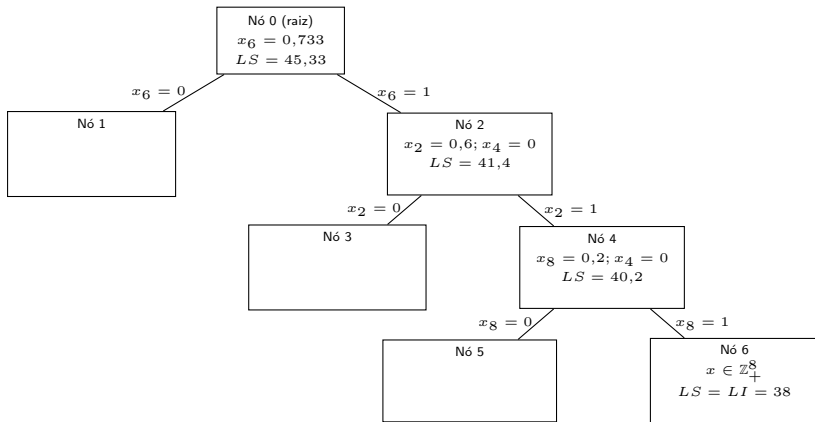 Nó 0 (raiz)
x₆ = 0,733
LS = 45,33
x₆ = 0
x₆ = 1
Nó 1
Nó 2
x₂ = 0,6; x₄ = 0
LS = 41,4
x₂ = 0
x₂ = 1
Nó 3
Nó 4
x₈ = 0,2; x₄ = 0
LS = 40,2
x₈ = 0
x₈ = 1
Nó 5
Nó 6
x ∈ ℤ₊⁸
LS = LI = 38